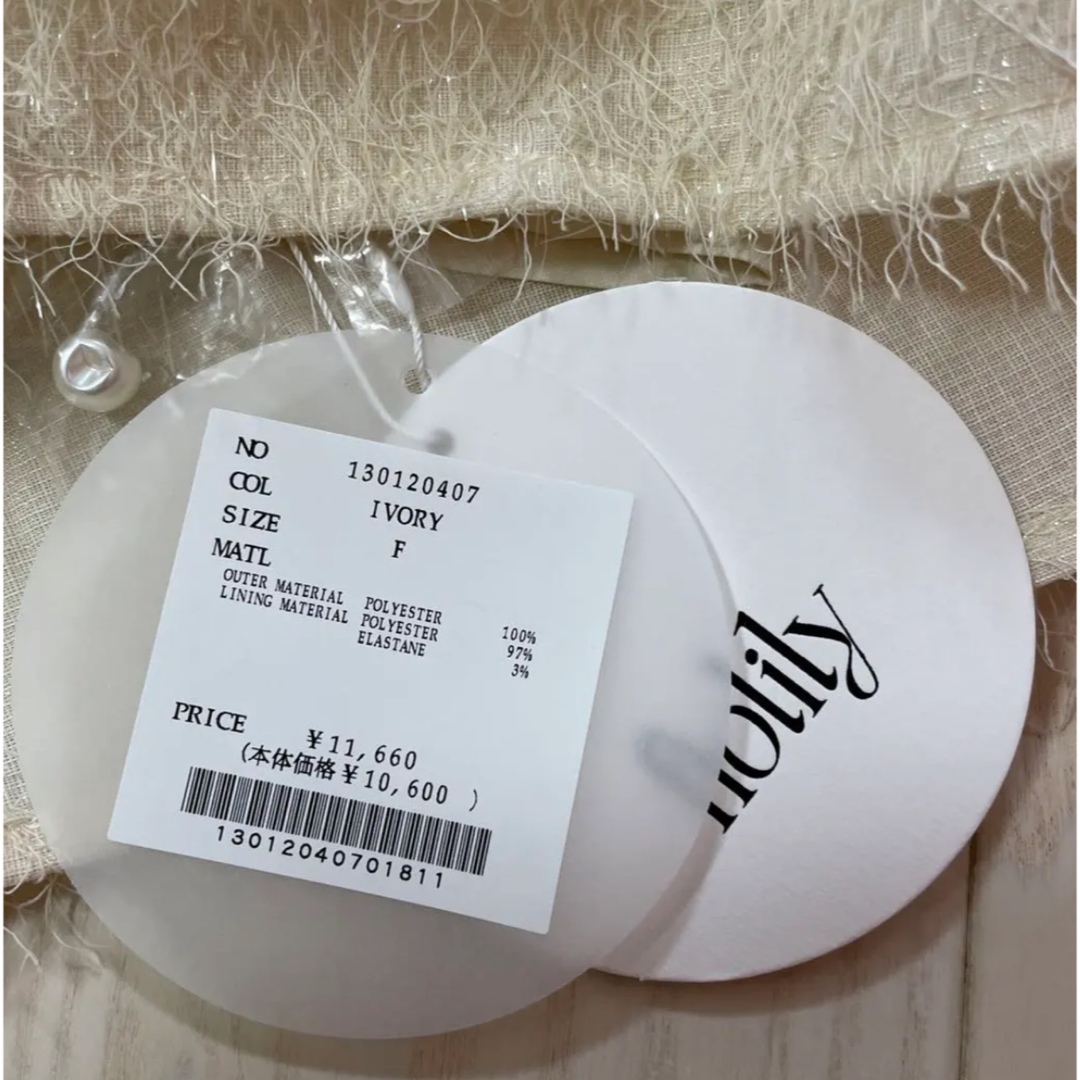 NO 130120407
COL IVORY
SIZE F
MATL
OUTER MATERIAL POLYESTER 100%
LINING MATERIAL POLYESTER 97%
ELASTANE 3%
PRICE ¥11,660
(本体価格¥10,600 )
13012040701811